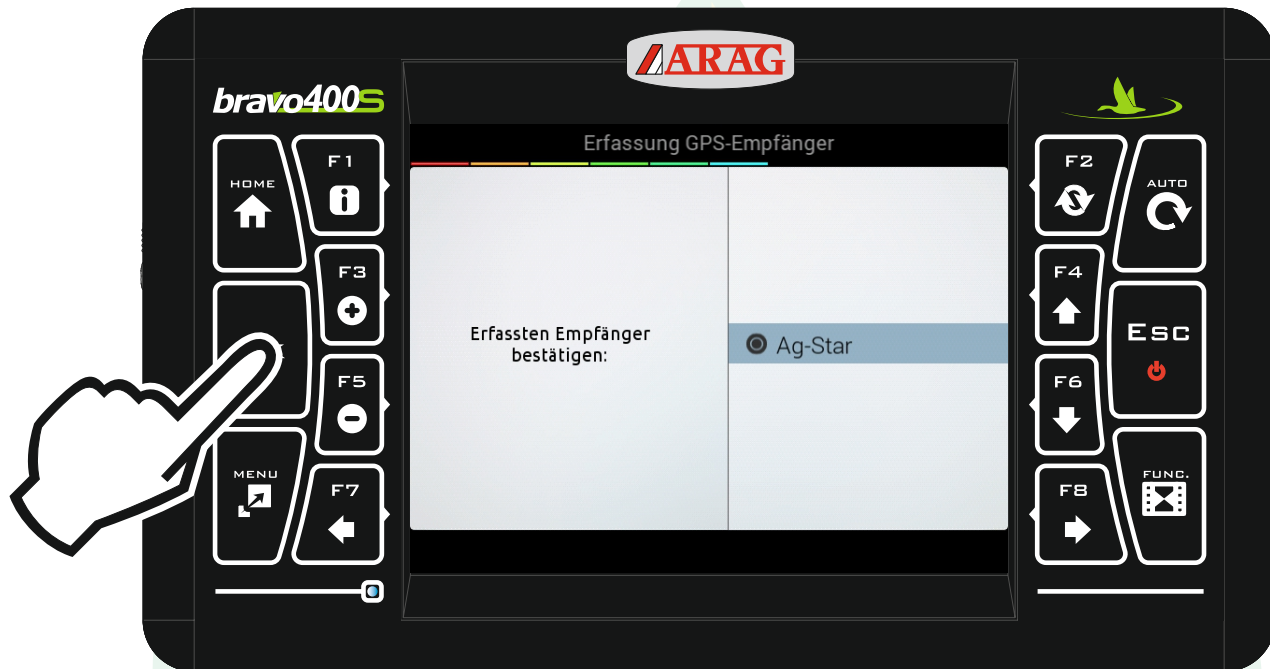 ARAG
bravo400S
Erfassung GPS-Empfänger
HOME
F1
F2
AUTO
F3
F4
Erfassten Empfänger
bestätigen:
Ag-Star
ESC
F5
F6
MENU
F7
F8
FUNC.